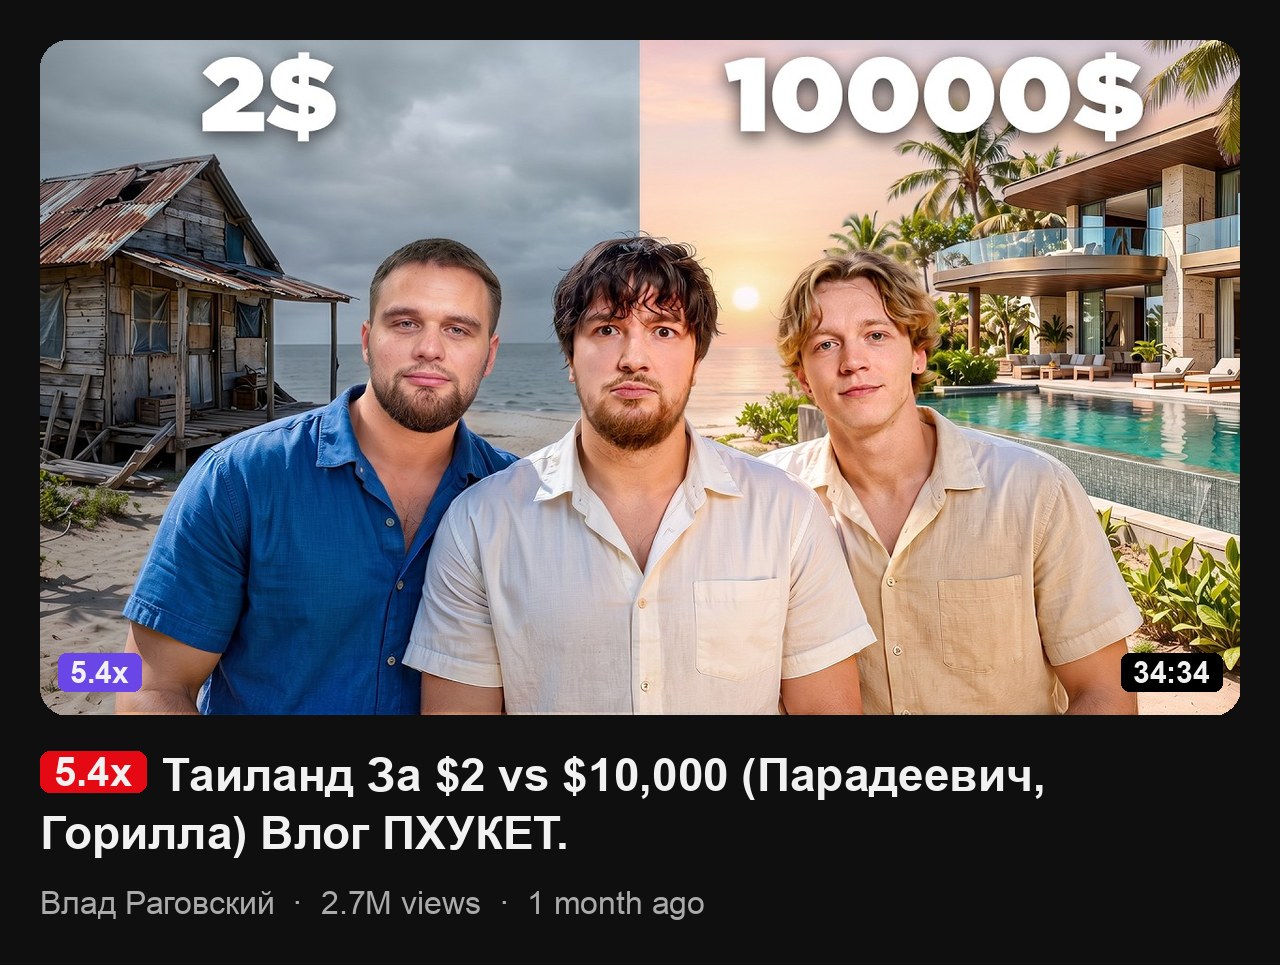 2$
10000$
5.4x
34:34
5.4x Таиланд За $2 vs $10,000 (Парадеевич,
Горилла) Влог ПХУКЕТ.
Влад Раговский · 2.7M views · 1 month ago